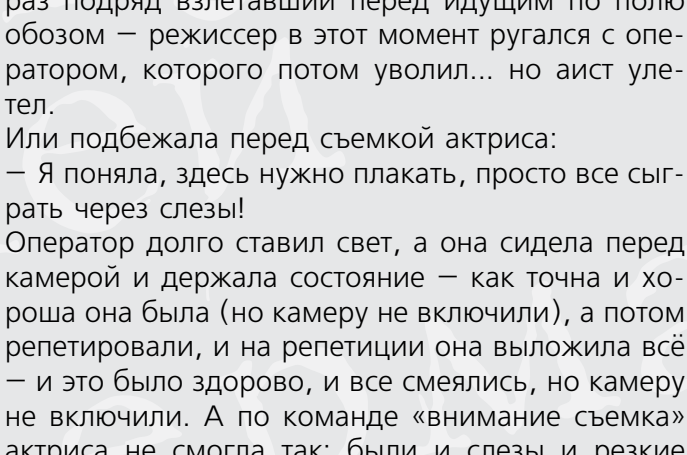 раз подряд взлетавший перед идущим по полю
обозом — режиссер в этот момент ругался с опе-
ратором, которого потом уволил... но аист уле-
тел.
Или подбежала перед съемкой актриса:
— Я поняла, здесь нужно плакать, просто все сыг-
рать через слезы!
Оператор долго ставил свет, а она сидела перед
камерой и держала состояние — как точна и хо-
роша она была (но камеру не включили), а потом
репетировали, и на репетиции она выложила всё
— и это было здорово, и все смеялись, но камеру
не включили. А по команде «внимание съемка»
актриса не смогла так: были и слезы и резкие